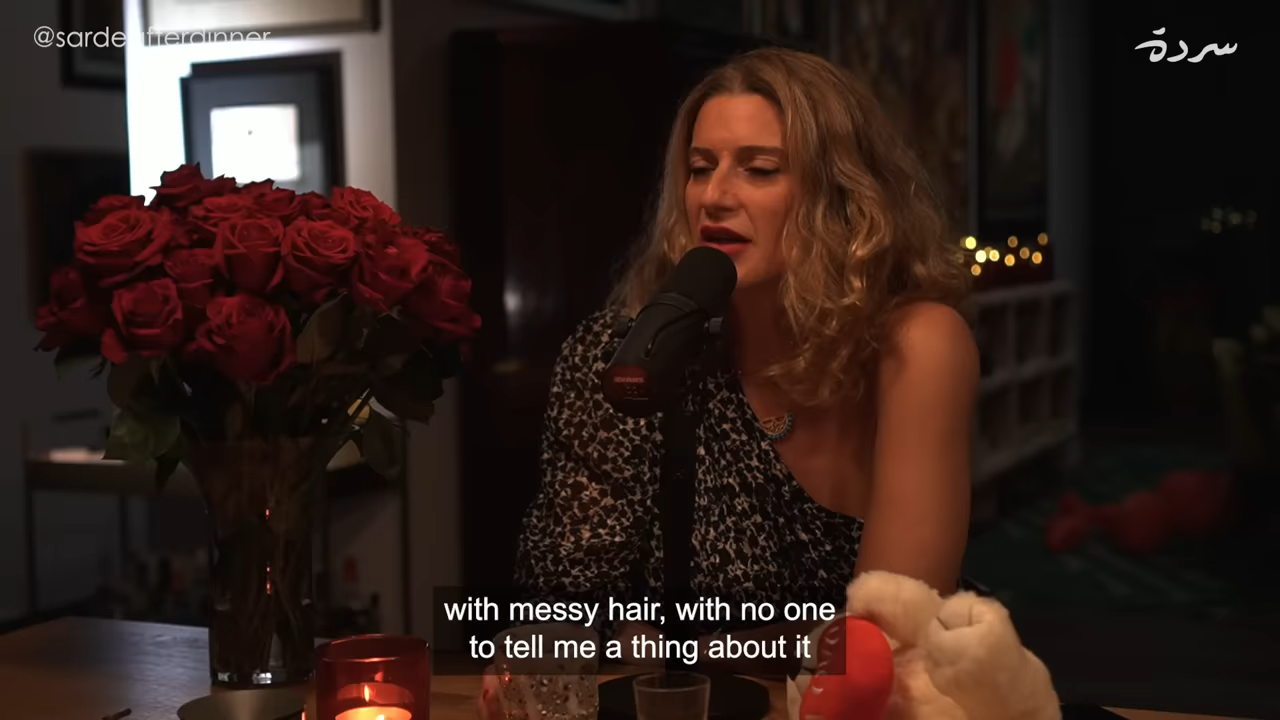 @sardeafterdinner
سردة
with messy hair, with no one
to tell me a thing about it